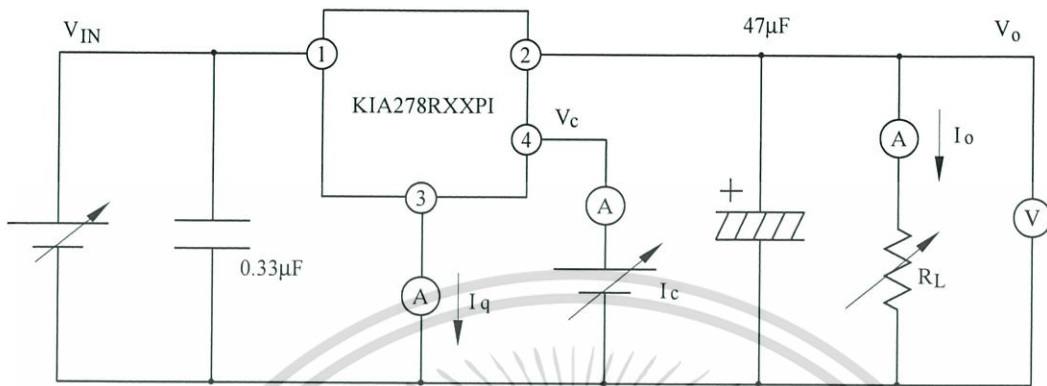 V_IN
47μF
V_o
1
2
KIA278RXXPI
V_c
4
A
I_o
3
A
+
V
0.33μF
R_L
A
I_q
I_c